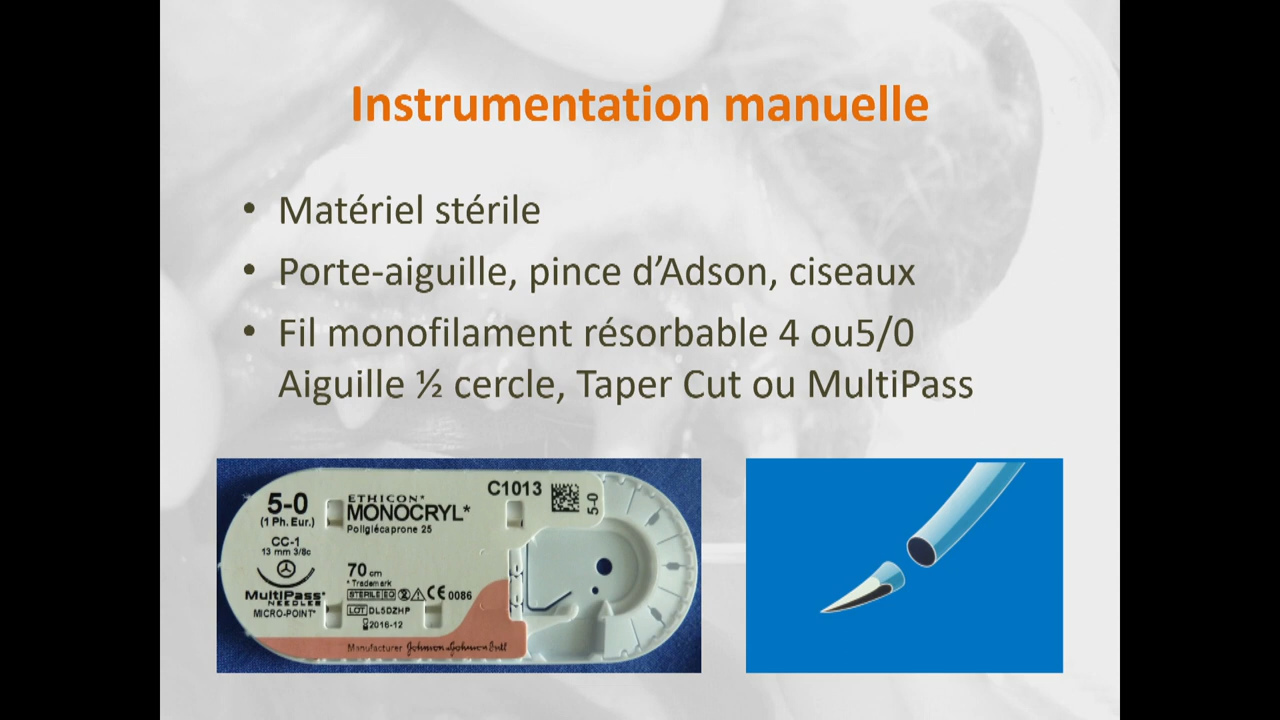 Instrumentation manuelle
• Matériel stérile
• Porte-aiguille, pince d’Adson, ciseaux
• Fil monofilament résorbable 4 ou5/0
Aiguille ½ cercle, Taper Cut ou MultiPass
5-0
(1 Ph. Eur.)
CC-1
13 mm 3/8c
MultiPass*
NEEDLES
MICRO-POINT*
ETHICON*
MONOCRYL*
Poliglécaprone 25
70 cm
* Trademark
STERILE EO
CE 0086
LOT DL5DZHP
2016-12
Manufacturer Johnson & Johnson Intl
C1013
5-0